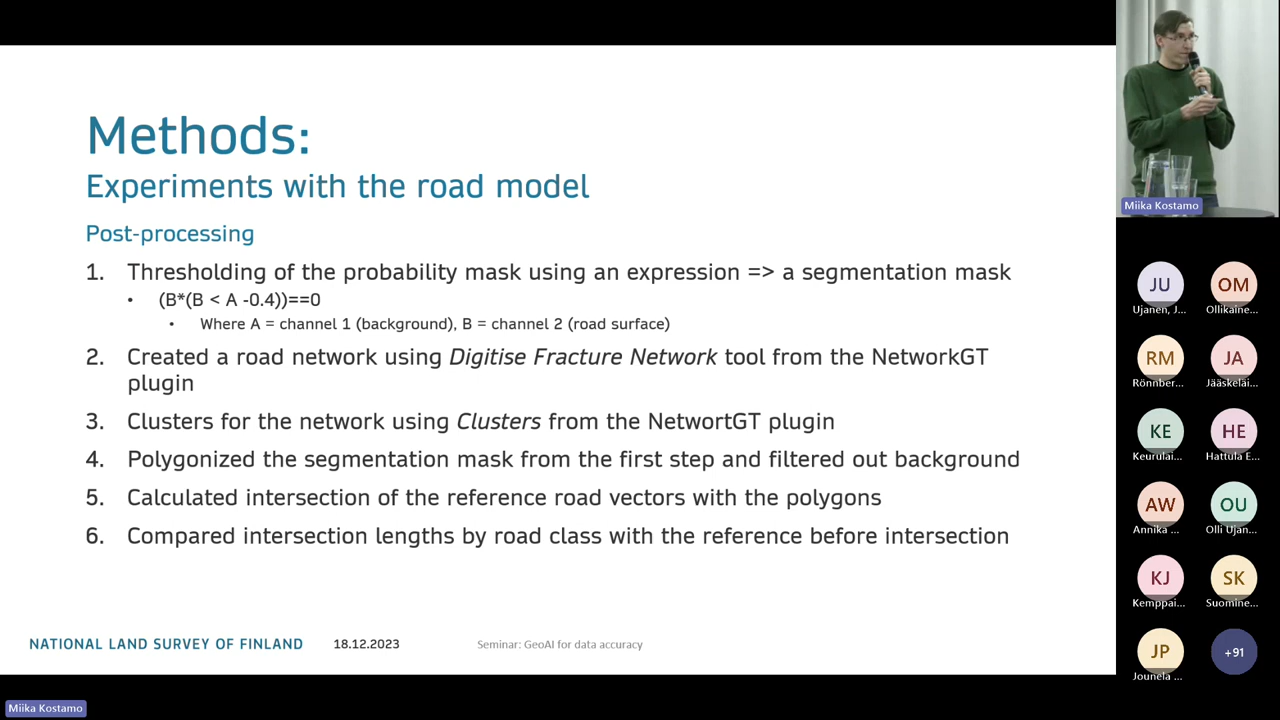 Methods:
Experiments with the road model
Post-processing
1. Thresholding of the probability mask using an expression => a segmentation mask
• (B*(B < A -0.4))==0
• Where A = channel 1 (background), B = channel 2 (road surface)
2. Created a road network using Digitise Fracture Network tool from the NetworkGT
plugin
3. Clusters for the network using Clusters from the NetwortGT plugin
4. Polygonized the segmentation mask from the first step and filtered out background
5. Calculated intersection of the reference road vectors with the polygons
6. Compared intersection lengths by road class with the reference before intersection
NATIONAL LAND SURVEY OF FINLAND 18.12.2023 Seminar: GeoAI for data accuracy
Miika Kostamo
Miika Kostamo
JU OM
Ujanen, J... Ollikaine...
RM JA
Rönnber... Jääskeläi...
KE HE
Keurulai... Hattula E...
AW OU
Annika ... Olli Ujan...
KJ SK
Kemppai... Suomine...
JP +91
Jounela ...